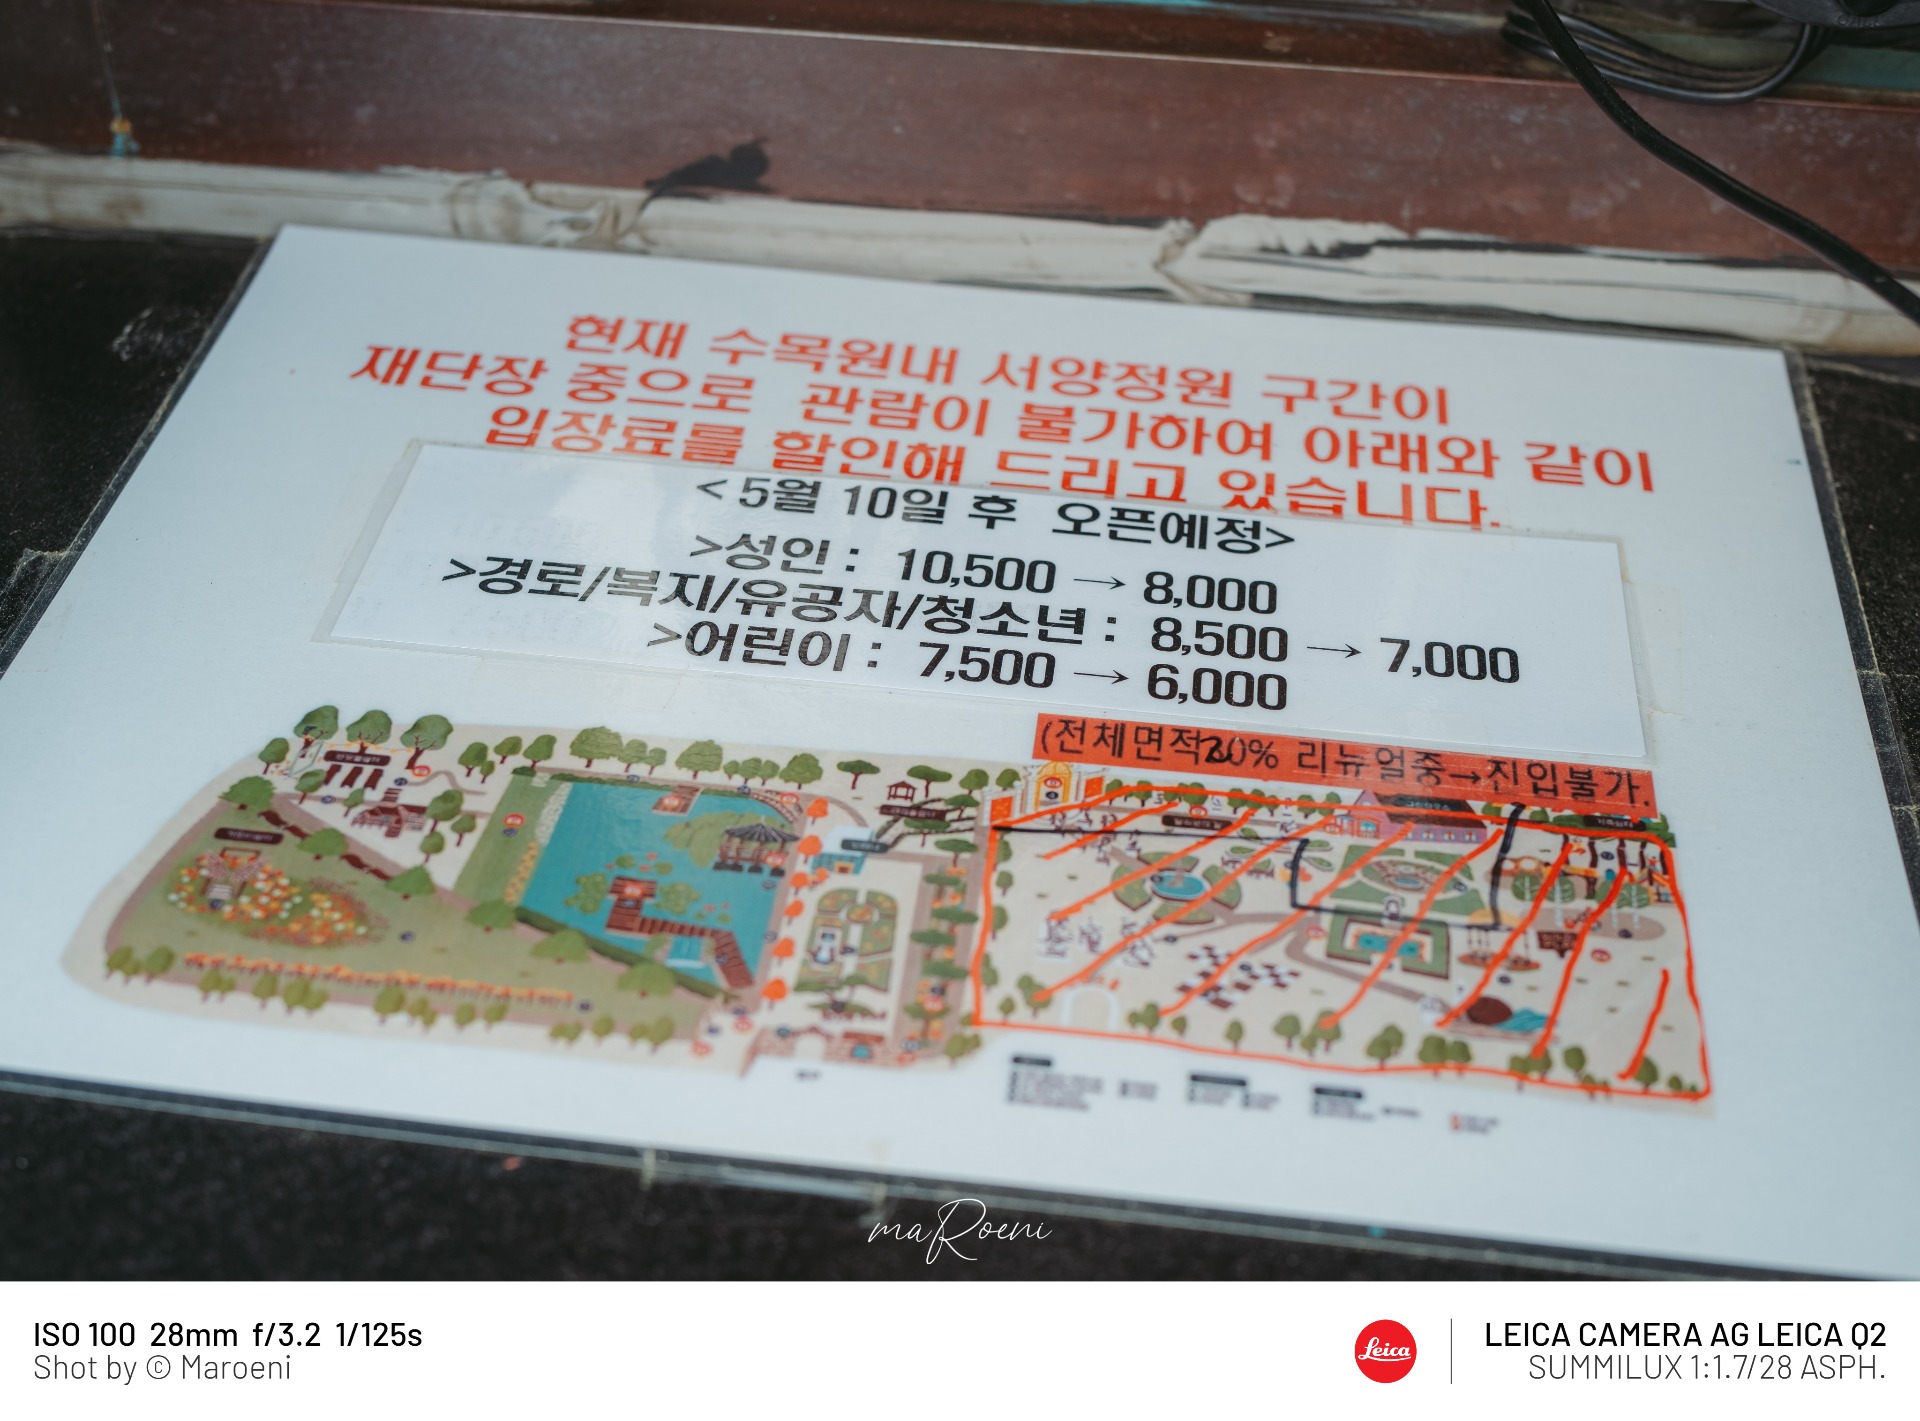 현재 수목원내 서양정원 구간이
재단장 중으로 관람이 불가하여 아래와 같이
입장료를 할인해 드리고 있습니다.
< 5월 10일 후 오픈예정>
>성인 : 10,500 → 8,000
>경로/복지/유공자/청소년 : 8,500 → 7,000
>어린이 : 7,500 → 6,000
(전체면적 30% 리뉴얼중→진입불가.
maRoeni
ISO 100 28mm f/3.2 1/125s
Shot by © Maroeni
Leica
LEICA CAMERA AG LEICA Q2
SUMMILUX 1:1.7/28 ASPH.